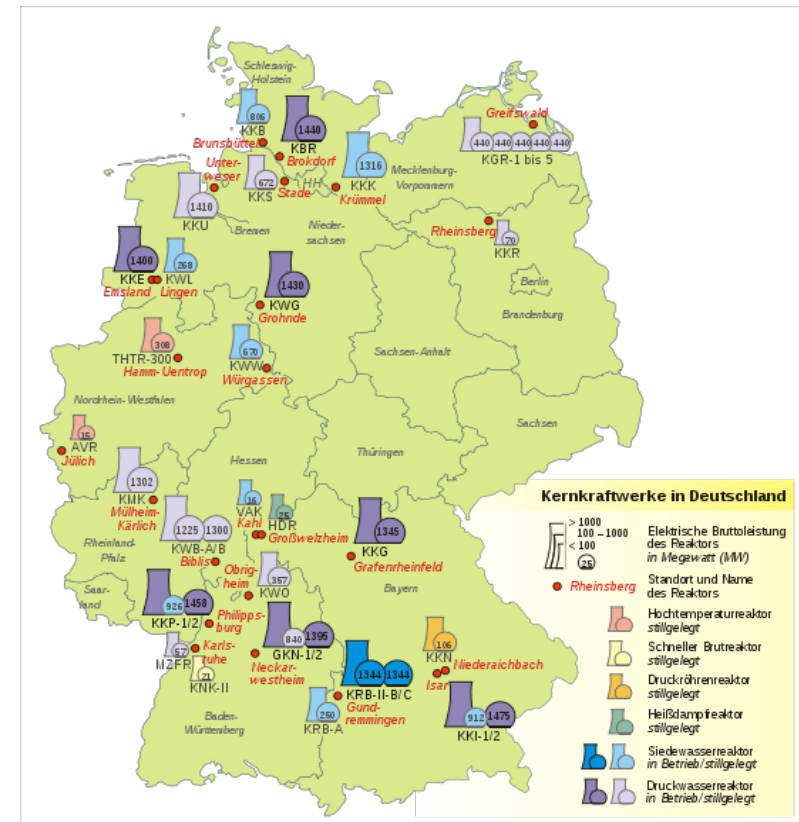 Schleswig-
Holstein
806
KKB
1440
KBR
Brunsbüttel
Brokdorf
Unter-
weser
672
KKS
Stade
HH
1316
KKK
Krümmel
Mecklenburg-
Vorpommern
Greifswald
440 440 440 440 440
KGR-1 bis 5
1410
KKU
Bremen
Nieder-
sachsen
Rheinsberg
70
KKR
Berlin
Brandenburg
1400
KKE
268
KWL
Emsland
Lingen
1430
KWG
Grohnde
308
THTR-300
Hamm-Uentrop
670
KWW
Würgassen
Sachsen-Anhalt
Nordrhein-Westfalen
Sachsen
15
AVR
Jülich
Hessen
Thüringen
1302
KMK
Mülheim-
Kärlich
16
VAK
Kahl
25
HDR
Großwelzheim
1225 1300
KWB-A/B
Biblis
1345
KKG
Grafenrheinfeld
Rheinland-
Pfalz
Obrig-
heim
357
KWO
Bayern
Saar-
land
926 1458
KKP-1/2
Philipps-
burg
57
MZFR
Karls-
ruhe
21
KNK-II
840 1395
GKN-1/2
Neckar-
westheim
1344 1344
KRB-II-B/C
Gund-
remmingen
250
KRB-A
Baden-
Württemberg
106
KKN
Niederaichbach
Isar
912 1475
KKI-1/2
Kernkraftwerke in Deutschland
> 1000
100 – 1000
< 100
25
Elektrische Bruttoleistung
des Reaktors
in Megawatt (MW)
Rheinsberg
Standort und Name
des Reaktors
Hochtemperaturreaktor
stillgelegt
Schneller Brutreaktor
stillgelegt
Druckröhrenreaktor
stillgelegt
Heißdampfreaktor
stillgelegt
Siedewasserreaktor
in Betrieb/stillgelegt
Druckwasserreaktor
in Betrieb/stillgelegt